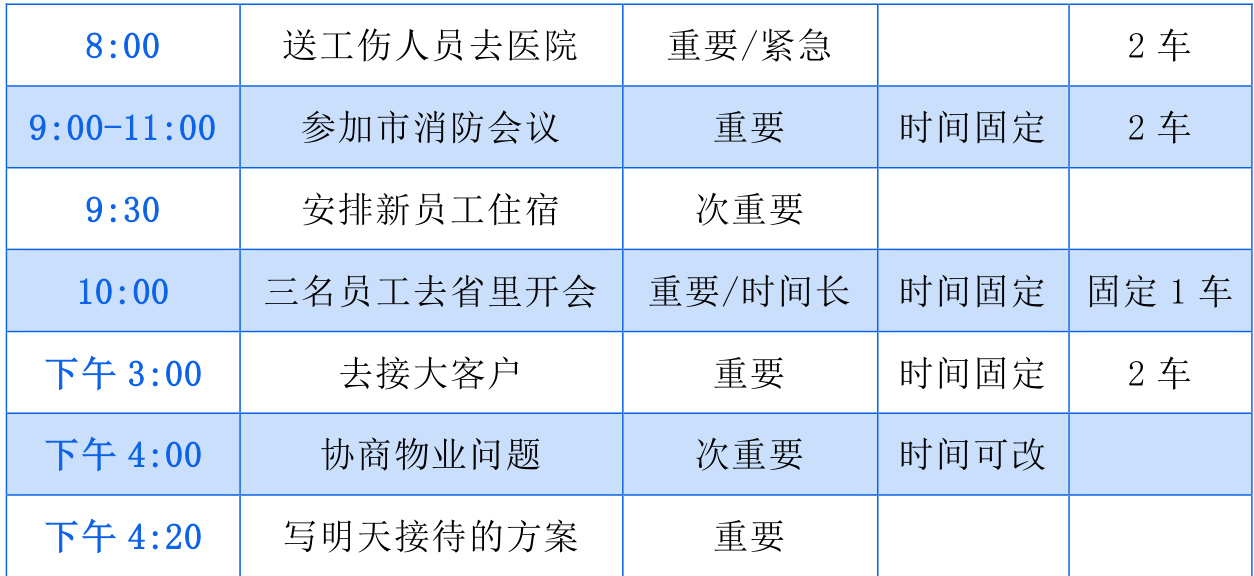 8:00 送工伤人员去医院 重要/紧急 2 车
9:00-11:00 参加市消防会议 重要 时间固定 2 车
9:30 安排新员工住宿 次重要
10:00 三名员工去省里开会 重要/时间长 时间固定 固定 1 车
下午 3:00 去接大客户 重要 时间固定 2 车
下午 4:00 协商物业问题 次重要 时间可改
下午 4:20 写明天接待的方案 重要